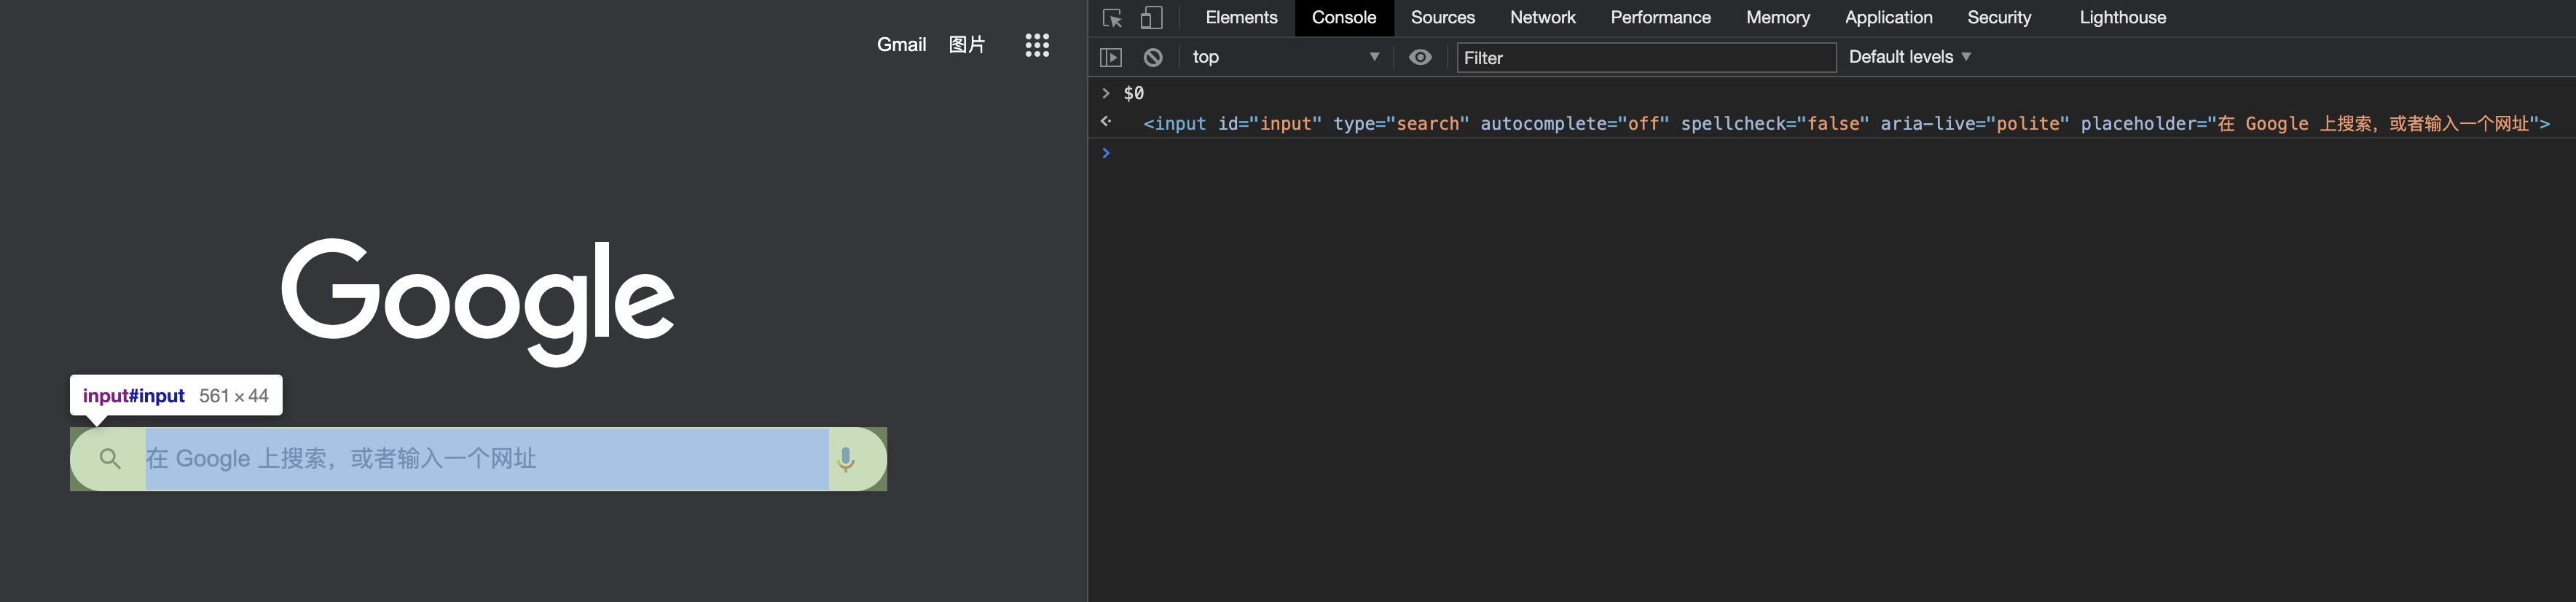 Gmail 图片
Google
input#input 561 × 44
在 Google 上搜索，或者输入一个网址
Elements Console Sources Network Performance Memory Application Security Lighthouse
top Filter Default levels
$0
<input id="input" type="search" autocomplete="off" spellcheck="false" aria-live="polite" placeholder="在 Google 上搜索，或者输入一个网址">